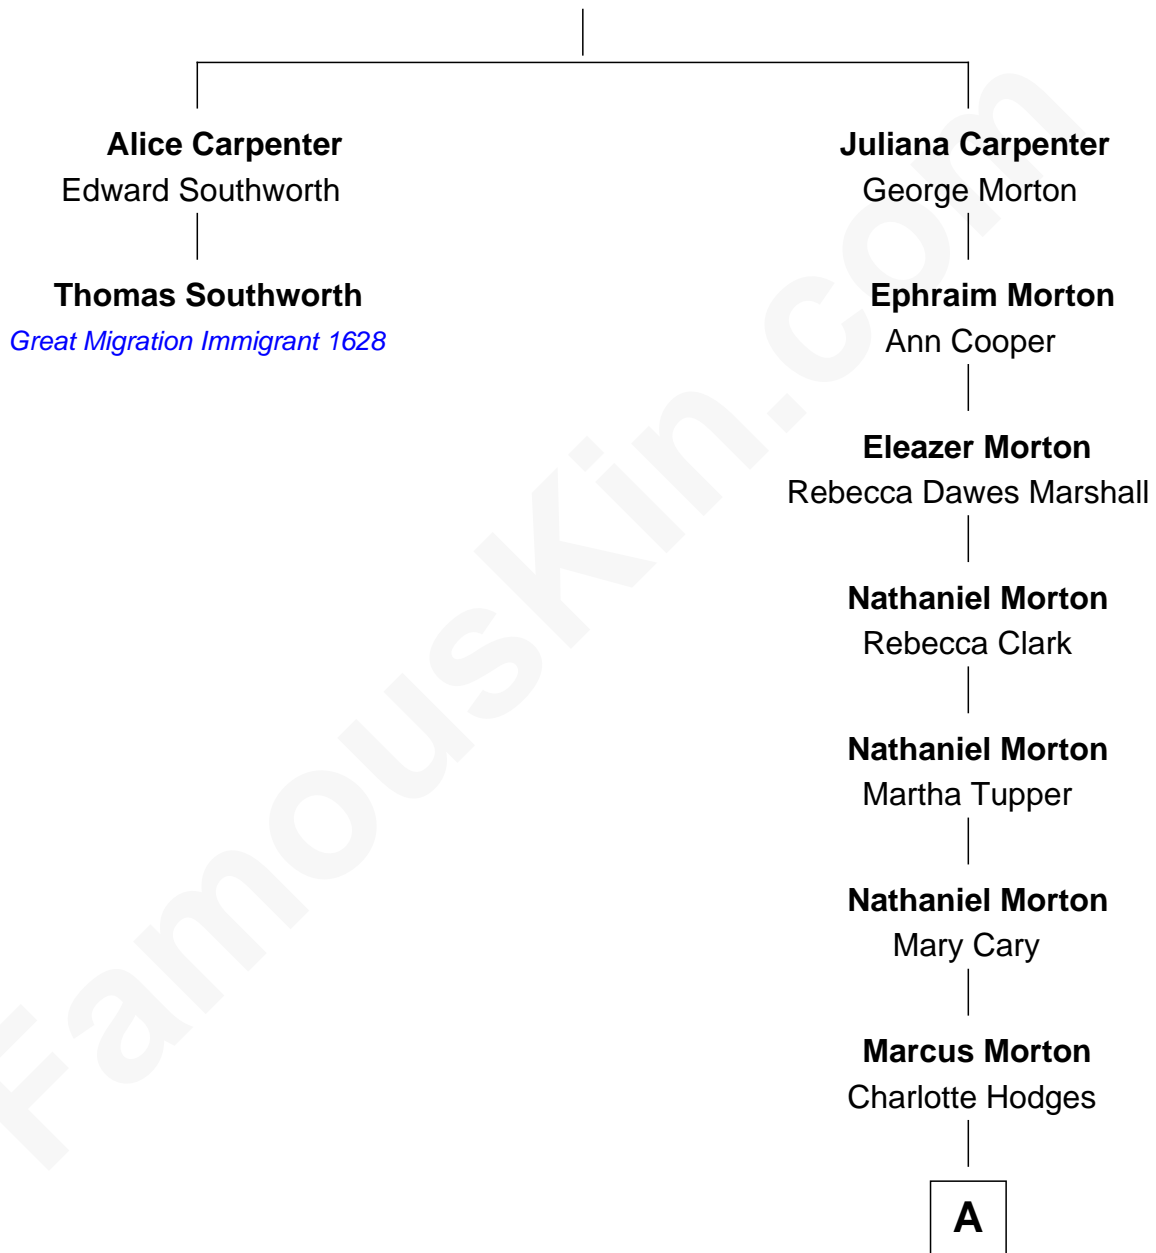 Alice Carpenter
Edward Southworth
Thomas Southworth
Great Migration Immigrant 1628
Juliana Carpenter
George Morton
Ephraim Morton
Ann Cooper
Eleazer Morton
Rebecca Dawes Marshall
Nathaniel Morton
Rebecca Clark
Nathaniel Morton
Martha Tupper
Nathaniel Morton
Mary Cary
Marcus Morton
Charlotte Hodges
A
FamousKin.com